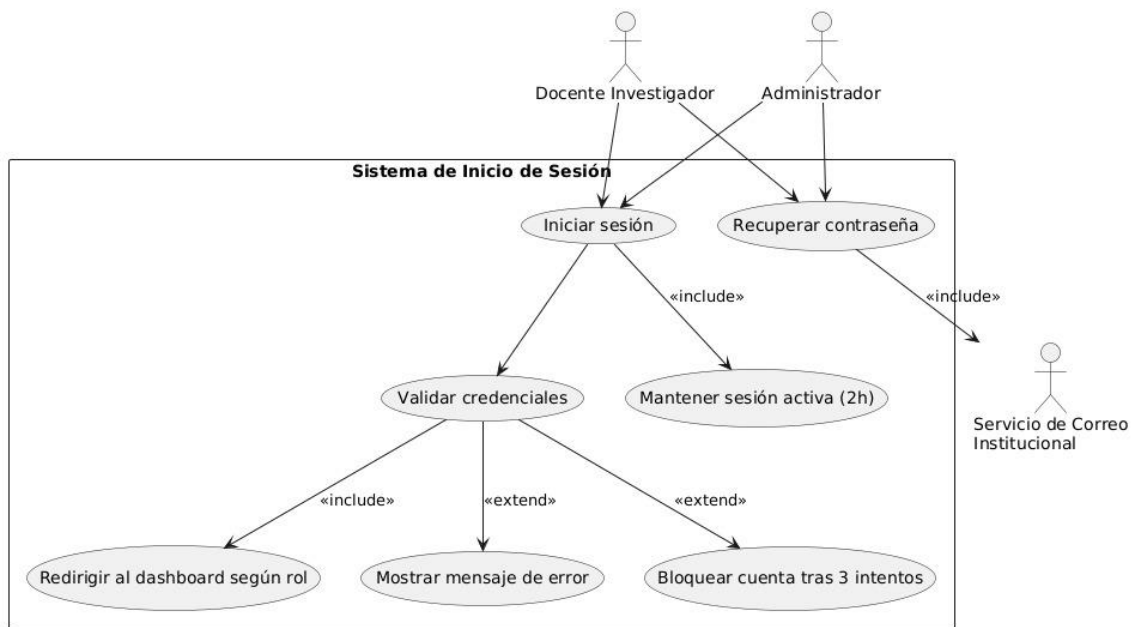 Docente Investigador
Administrador
Sistema de Inicio de Sesión
Iniciar sesión
Recuperar contraseña
«include»
«include»
Validar credenciales
Mantener sesión activa (2h)
Servicio de Correo
Institucional
«include»
«extend»
«extend»
Redirigir al dashboard según rol
Mostrar mensaje de error
Bloquear cuenta tras 3 intentos